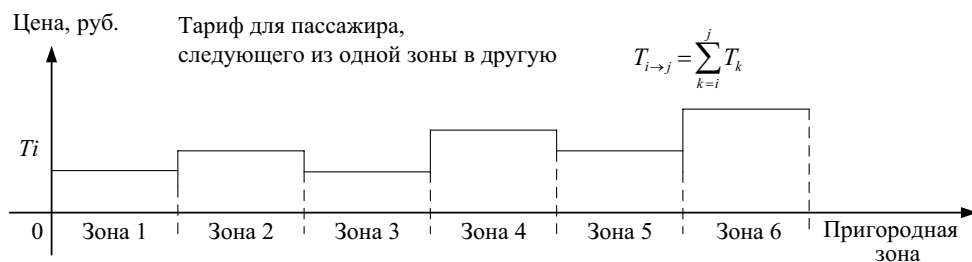 Цена, руб.
Тариф для пассажира,
следующего из одной зоны в другую
T_{i→j} = \sum_{k=i}^{j} T_k
Ti
0
Зона 1
Зона 2
Зона 3
Зона 4
Зона 5
Зона 6
Пригородная
зона